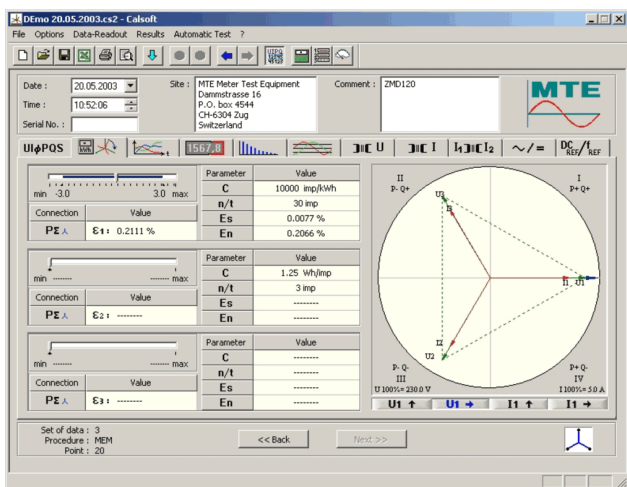 DEmo 20.05.2003.cs2 - Calsoft
File Options Data-Readout Results Automatic Test ?
Date : 20.05.2003
Time : 10:52:06
Serial No. :
Site : MTE Meter Test Equipment
Dammstrasse 16
P.O. box 4544
CH-6304 Zug
Switzerland
Comment : ZMD120
MTE
UIφPQS 1567,8 U I I1 I2 ~/= DC REF/f REF
min -3.0 3.0 max
Connection Value
PΣ ε1: 0.2111 %
Parameter Value
C 10000 imp/kWh
n/t 30 imp
Es 0.0077 %
En 0.2066 %
min -------- -------- max
Connection Value
PΣ ε2: --------
Parameter Value
C 1.25 Wh/imp
n/t 3 imp
Es --------
En --------
min -------- -------- max
Connection Value
PΣ ε3: --------
Parameter Value
C --------
n/t --------
Es --------
En --------
II
P- Q+
I
P+ Q+
U3
I3
I1 U1
I2
U2
P- Q-
III
P+ Q-
IV
U 100%= 230.0 V I 100%= 5.0 A
U1 ↑ U1 → I1 ↑ I1 →
Set of data : 3
Procedure : MEM
Point : 20
<< Back Next >>